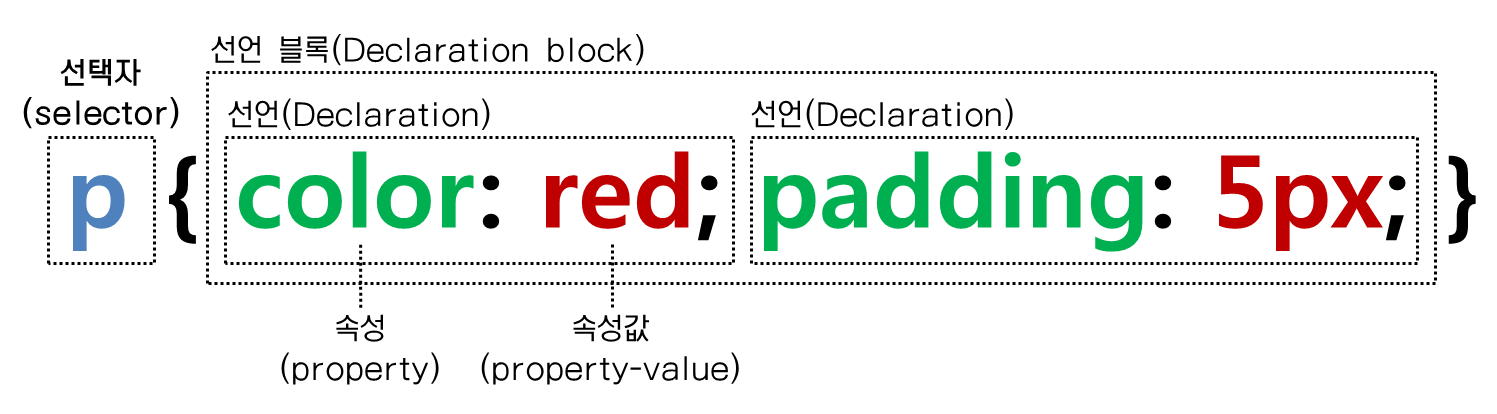 선언 블록(Declaration block)
선택자
(selector)
선언(Declaration) 선언(Declaration)
p { color: red; padding: 5px; }
속성 속성값
(property) (property-value)